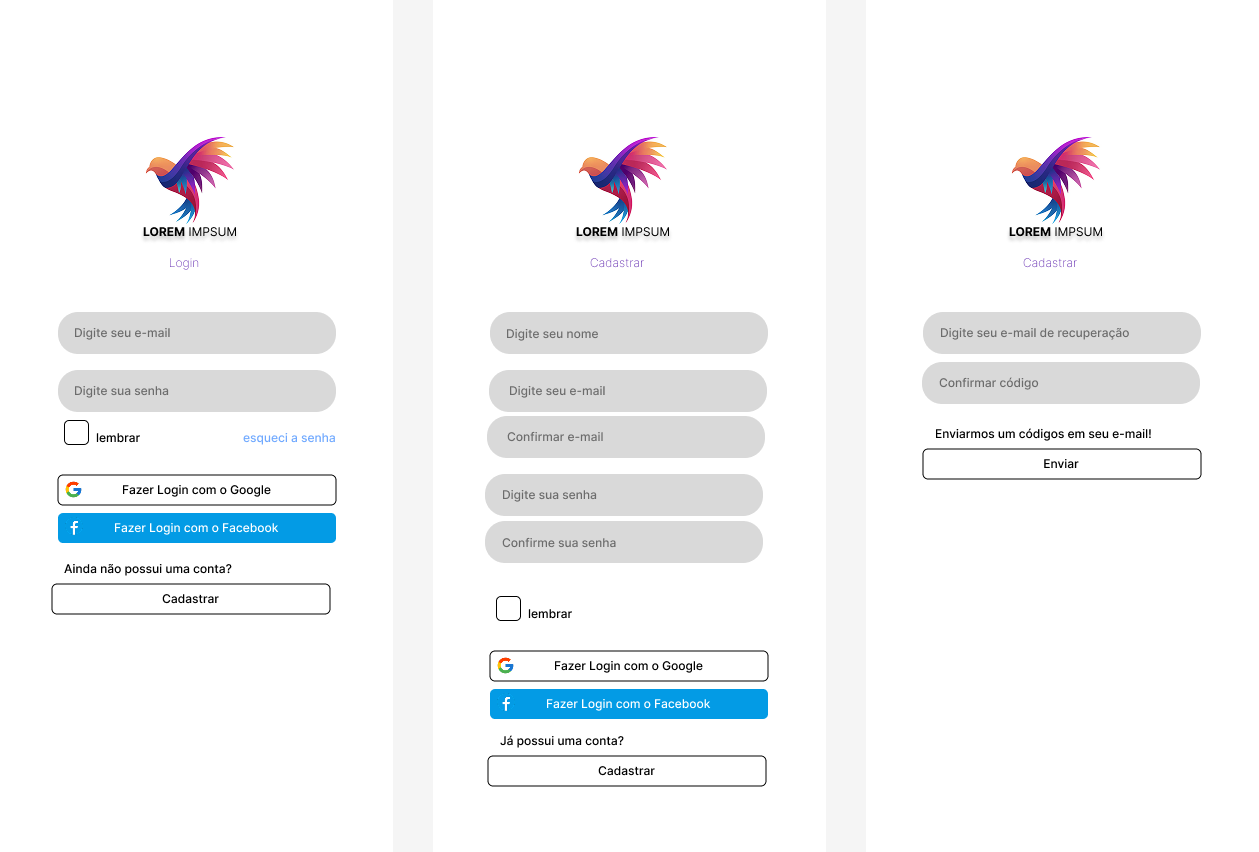 LOREM IMPSUM
Login
Digite seu e-mail
Digite sua senha
lembrar
esqueci a senha
Fazer Login com o Google
Fazer Login com o Facebook
Ainda não possui uma conta?
Cadastrar
LOREM IMPSUM
Cadastrar
Digite seu nome
Digite seu e-mail
Confirmar e-mail
Digite sua senha
Confirme sua senha
lembrar
Fazer Login com o Google
Fazer Login com o Facebook
Já possui uma conta?
Cadastrar
LOREM IMPSUM
Cadastrar
Digite seu e-mail de recuperação
Confirmar código
Enviarmos um códigos em seu e-mail!
Enviar